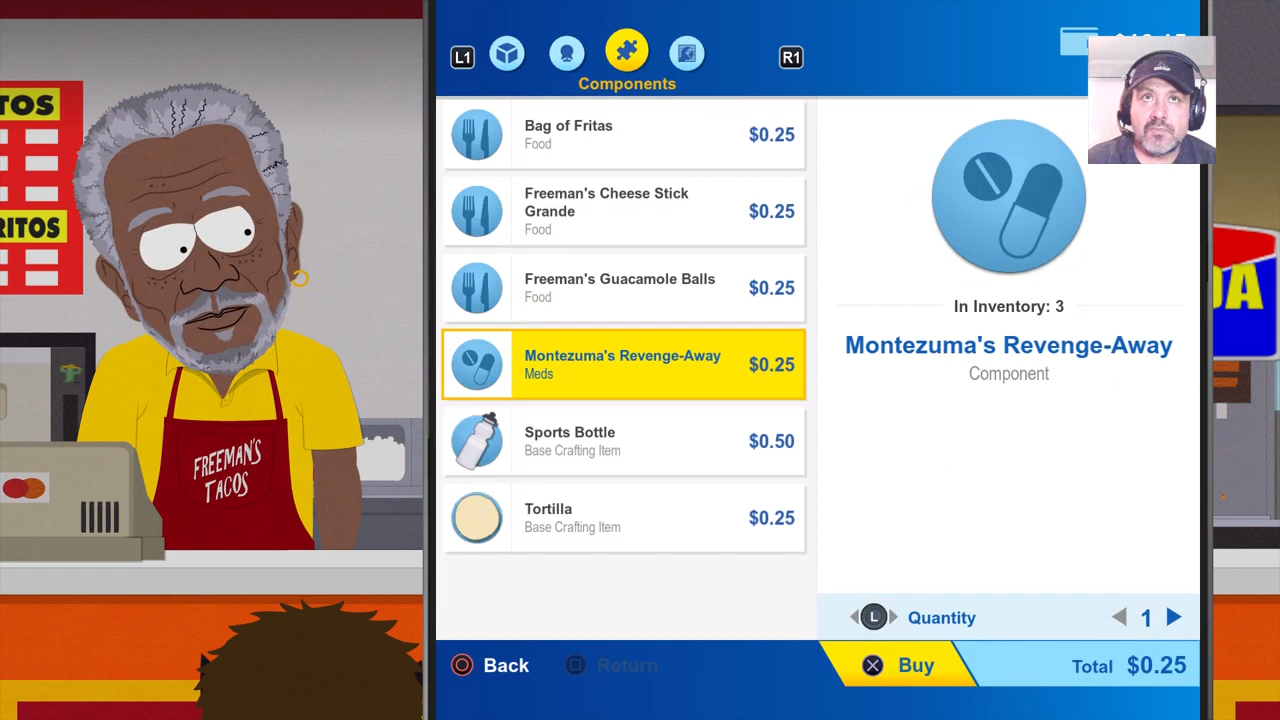 L1
R1
Components
Bag of Fritas
Food
$0.25
Freeman's Cheese Stick
Grande
Food
$0.25
Freeman's Guacamole Balls
Food
$0.25
Montezuma's Revenge-Away
Meds
$0.25
Sports Bottle
Base Crafting Item
$0.50
Tortilla
Base Crafting Item
$0.25
In Inventory: 3
Montezuma's Revenge-Away
Component
L
Quantity
1
Back
Return
Buy
Total $0.25
TOS
RITOS
FREEMAN'S
TACOS
DA